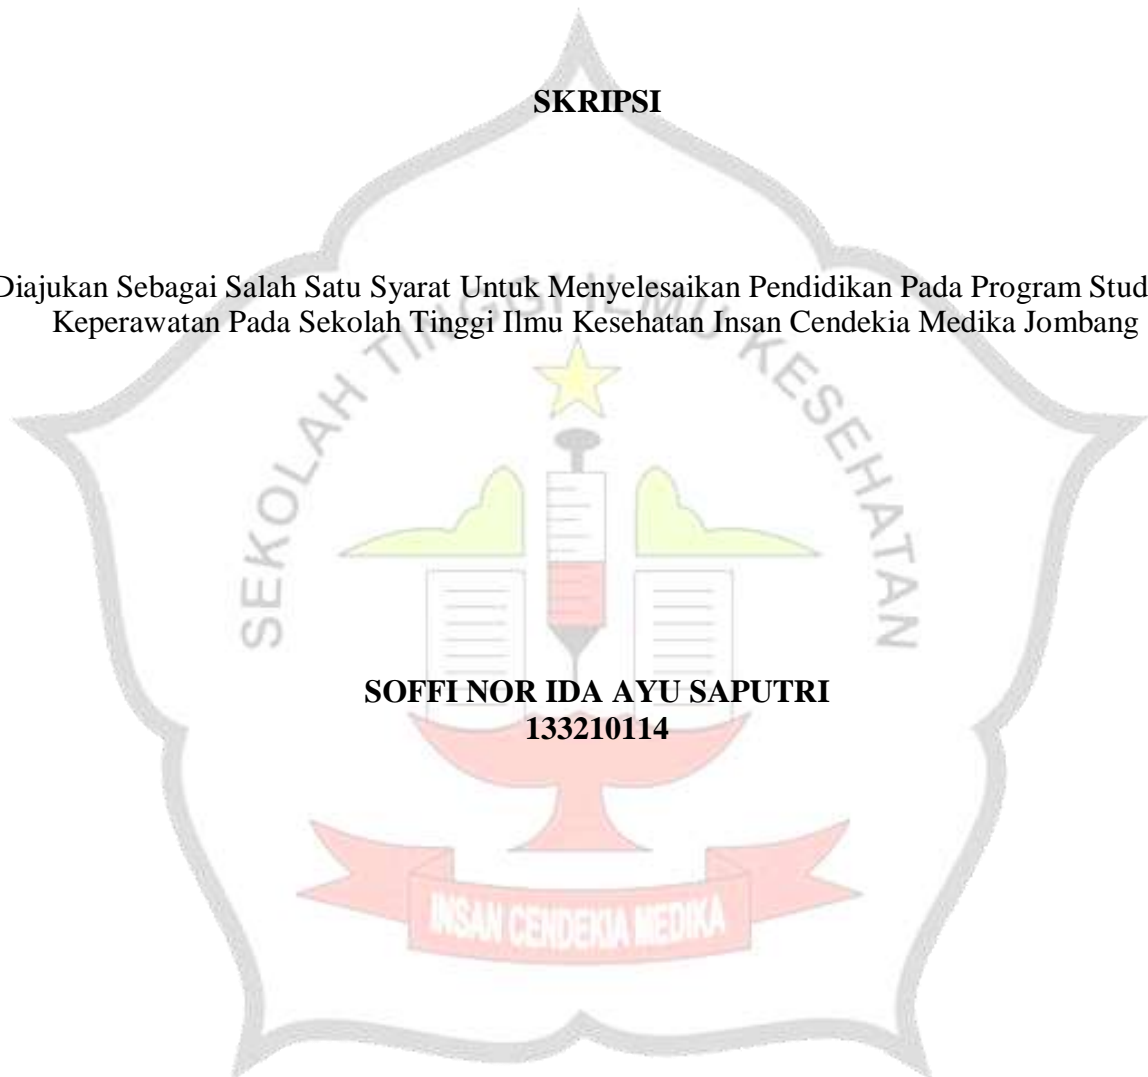 SKRIPSI
Diajukan Sebagai Salah Satu Syarat Untuk Menyelesaikan Pendidikan Pada Program Stud
Keperawatan Pada Sekolah Tinggi Ilmu Kesehatan Insan Cendekia Medika Jombang
SEKOLAH TINGGI ILMU KESEHATAN
SOFFI NOR IDA AYU SAPUTRI
133210114
INSAN CENDEKIA MEDIKA